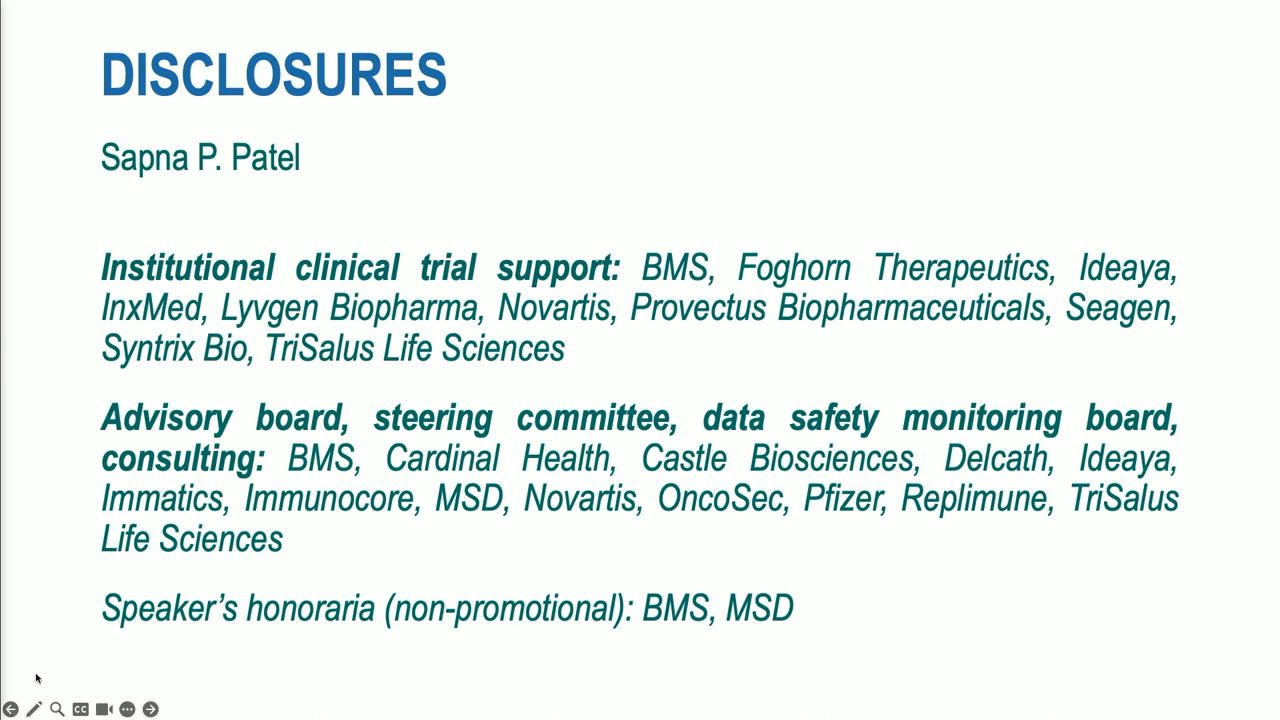 DISCLOSURES
Sapna P. Patel
Institutional clinical trial support: BMS, Foghorn Therapeutics, Ideaya,
InxMed, Lyvgen Biopharma, Novartis, Provectus Biopharmaceuticals, Seagen,
Syntrix Bio, TriSalus Life Sciences
Advisory board, steering committee, data safety monitoring board,
consulting: BMS, Cardinal Health, Castle Biosciences, Delcath, Ideaya,
Immatics, Immunocore, MSD, Novartis, OncoSec, Pfizer, Replimune, TriSalus
Life Sciences
Speaker’s honoraria (non-promotional): BMS, MSD
CC